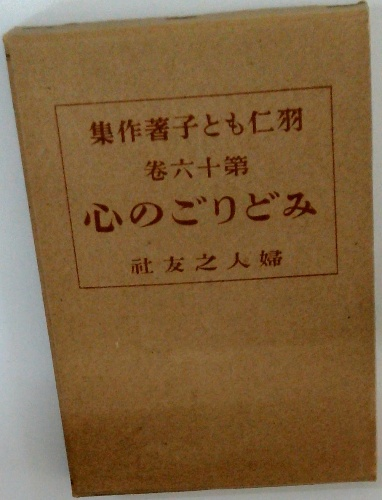 羽仁もと子著作集
第十六卷
みどりごの心
婦人之友社